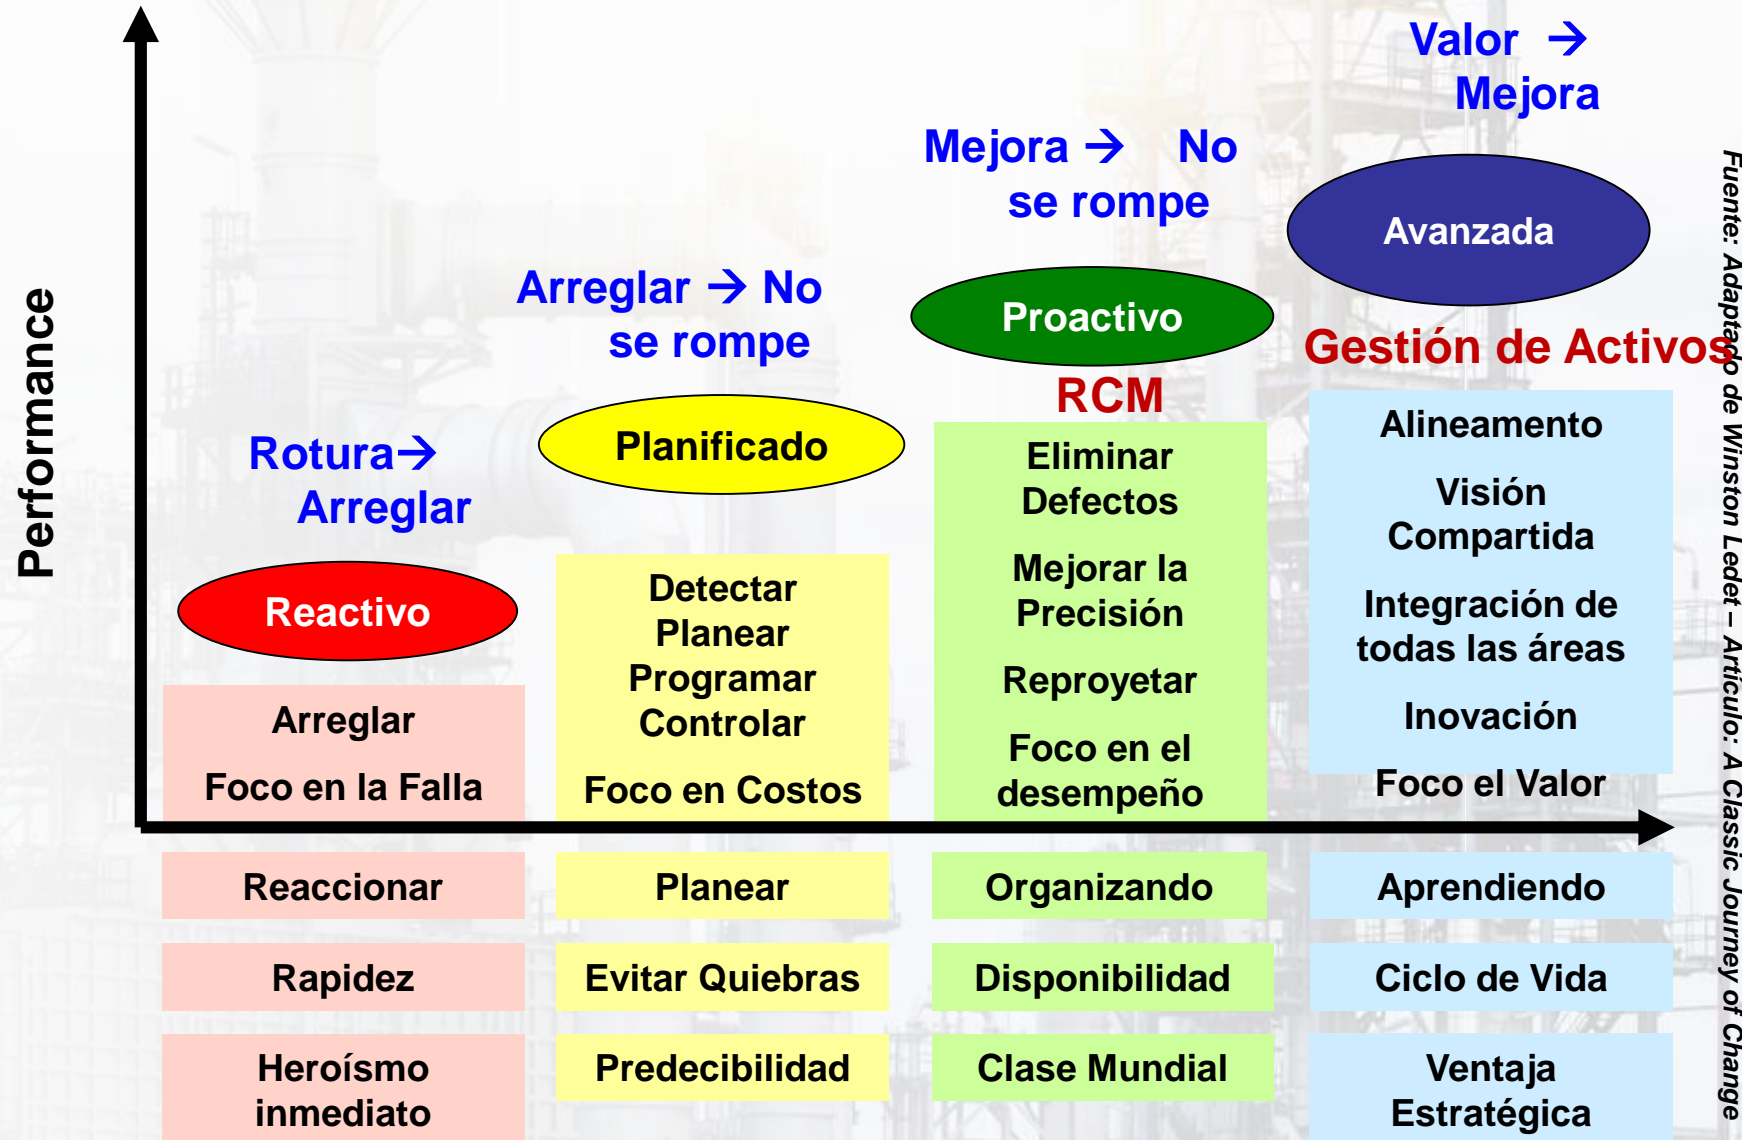 Performance
Rotura→
Arreglar
Reactivo
Arreglar
Foco en la Falla
Arreglar → No
se rompe
Planificado
Detectar
Planear
Programar
Controlar
Foco en Costos
Mejora → No
se rompe
Proactivo
RCM
Eliminar
Defectos
Mejorar la
Precisión
Reproyetar
Foco en el
desempeño
Valor →
Mejora
Avanzada
Gestión de Activos
Alineamento
Visión
Compartida
Integración de
todas las áreas
Inovación
Foco el Valor
Reaccionar
Planear
Organizando
Aprendiendo
Rapidez
Evitar Quiebras
Disponibilidad
Ciclo de Vida
Heroísmo
inmediato
Predecibilidad
Clase Mundial
Ventaja
Estratégica
Fuente: Adaptado de Winston Ledet – Artículo: A Classic Journey of Change